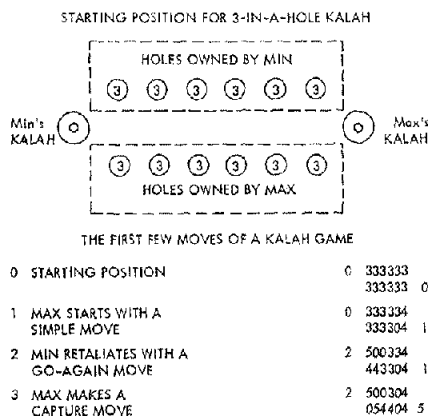 STARTING POSITION FOR 3-IN-A-HOLE KALAH
HOLES OWNED BY MIN
3 3 3 3 3 3
Min's KALAH 0 0 Max's KALAH
3 3 3 3 3 3
HOLES OWNED BY MAX
THE FIRST FEW MOVES OF A KALAH GAME
0 STARTING POSITION 0 333333
333333 0
1 MAX STARTS WITH A 0 333334
SIMPLE MOVE 333304 1
2 MIN RETALIATES WITH A 2 500334
GO-AGAIN MOVE 443304 1
3 MAX MAKES A 2 500304
CAPTURE MOVE 054404 5